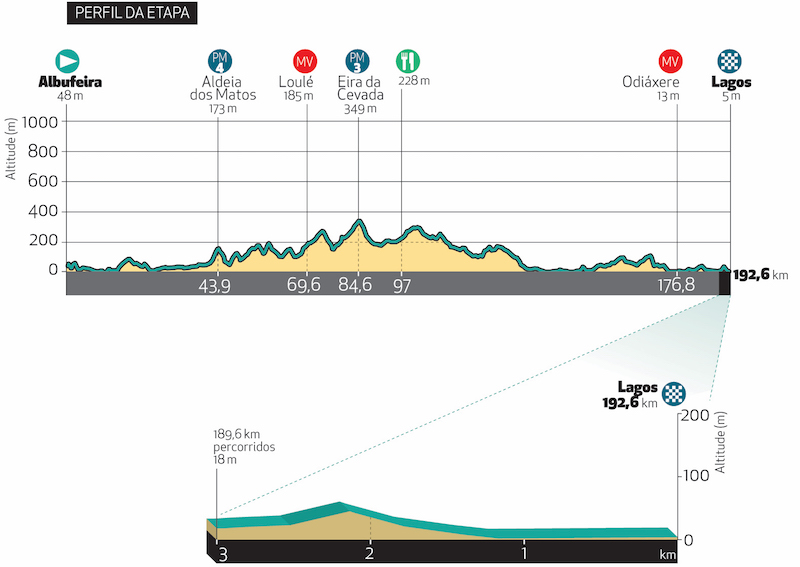 PERFIL DA ETAPA
PM 4
MV
PM 3
MV
Albufeira
48 m
Aldeia
dos Matos
173 m
Loulé
185 m
Eira da
Cevada
349 m
228 m
Odiáxere
13 m
Lagos
5 m
Altitude (m)
1000
800
600
400
200
0
43,9
69,6
84,6
97
176,8
192,6 km
Lagos
192,6 km
189,6 km
percorridos
18 m
200
100
0
Altitude (m)
3
2
1
km